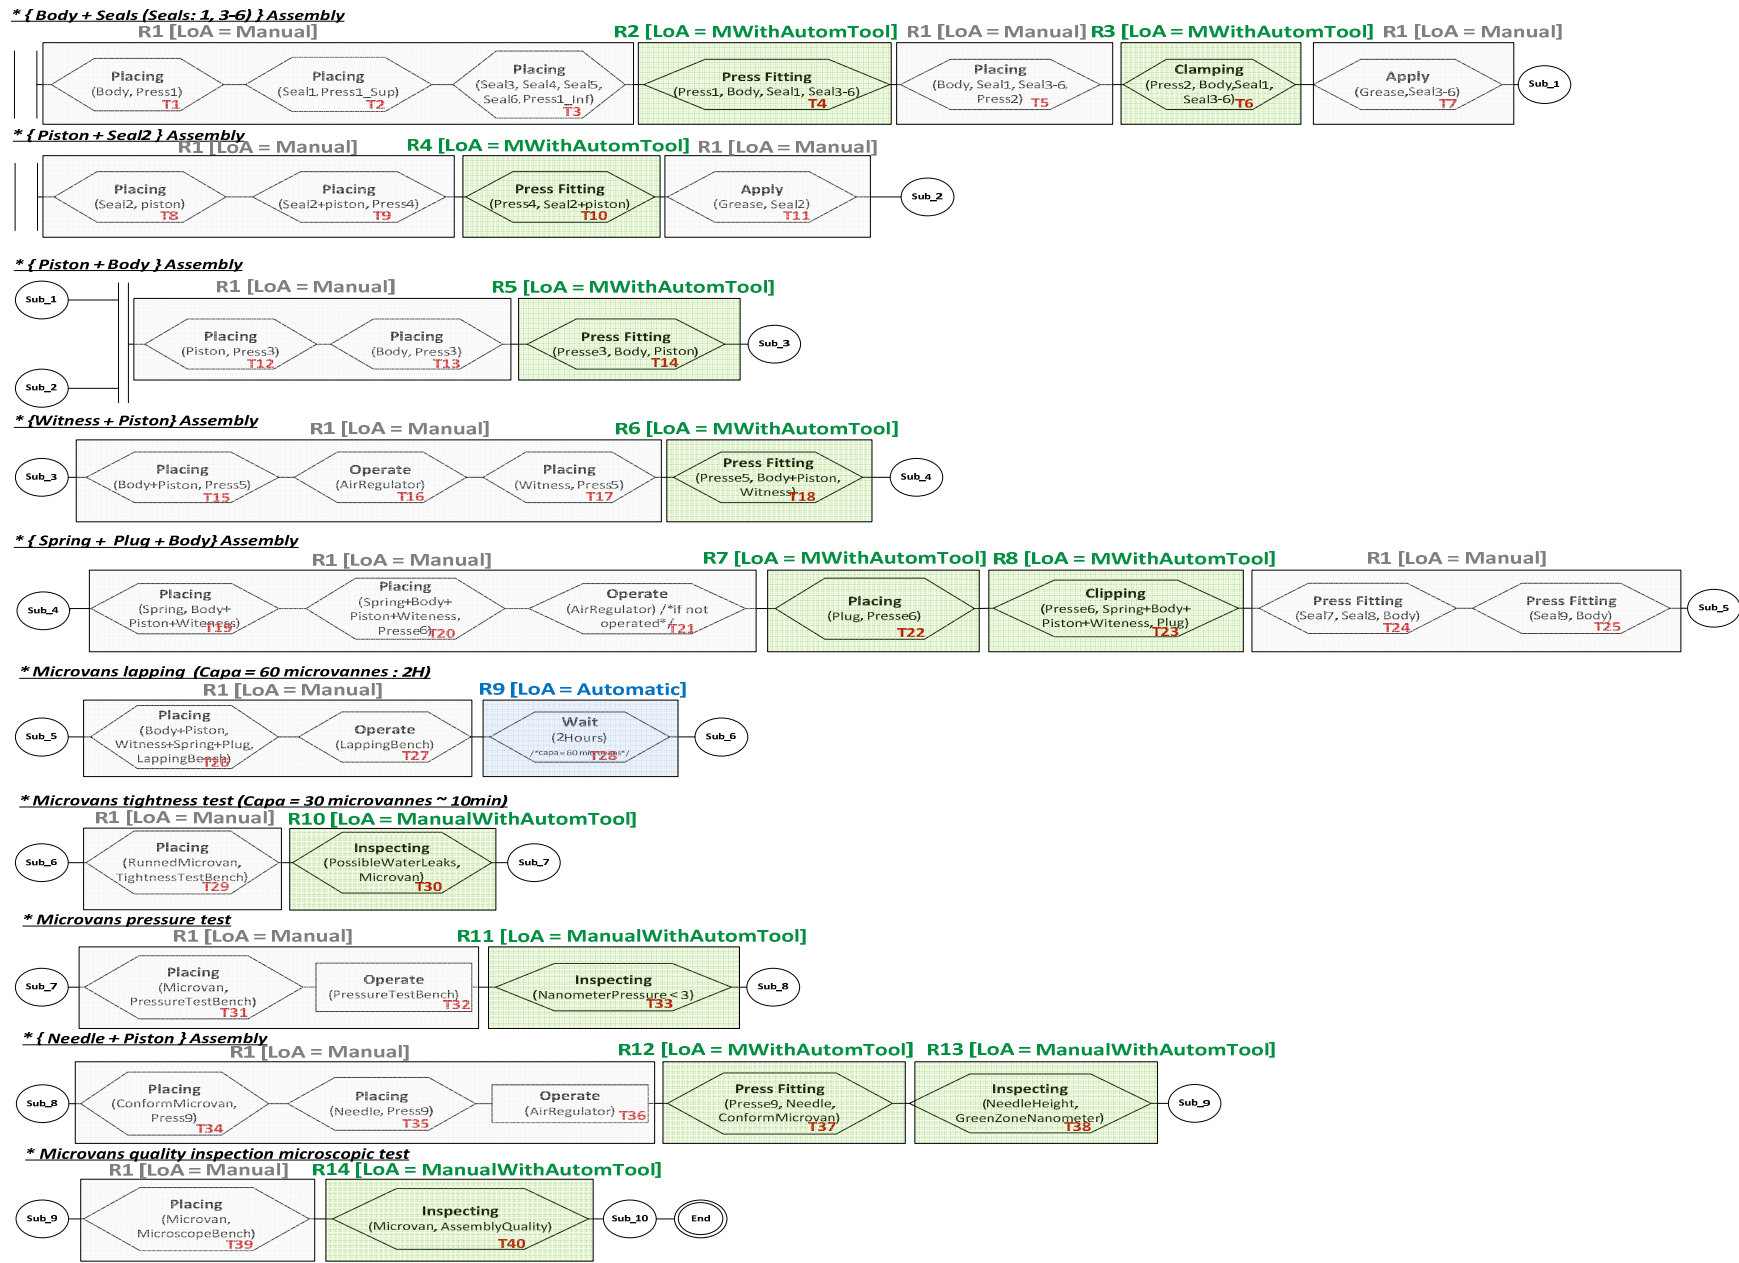 * { Body + Seals (Seals: 1, 3-6) } Assembly
R1 [LoA = Manual]
R2 [LoA = MWithAutomTool]
R1 [LoA = Manual]
R3 [LoA = MWithAutomTool]
R1 [LoA = Manual]
Placing
(Body, Press1)
T1
Placing
(Seal1,Press1_Sup)
T2
Placing
(Seal3, Seal4, Seal5,
Seal6,Press1_Inf)
T3
Press Fitting
(Press1, Body, Seal1, Seal3-6)
T4
Placing
(Body, Seal1, Seal3-6,
Press2)
T5
Clamping
(Press2, Body,Seal1,
Seal3-6)
T6
Apply
(Grease,Seal3-6)
T7
Sub_1
* { Piston + Seal2 } Assembly
R1 [LoA = Manual]
R4 [LoA = MWithAutomTool]
R1 [LoA = Manual]
Placing
(Seal2, piston)
T8
Placing
(Seal2+piston, Press4)
T9
Press Fitting
(Press4, Seal2+piston)
T10
Apply
(Grease, Seal2)
T11
Sub_2
* { Piston + Body } Assembly
R1 [LoA = Manual]
R5 [LoA = MWithAutomTool]
Sub_1
Sub_2
Placing
(Piston, Press3)
T12
Placing
(Body, Press3)
T13
Press Fitting
(Presse3, Body, Piston)
T14
Sub_3
* {Witness + Piston} Assembly
R1 [LoA = Manual]
R6 [LoA = MWithAutomTool]
Sub_3
Placing
(Body+Piston, Press5)
T15
Operate
(AirRegulator)
T16
Placing
(Witness, Press5)
T17
Press Fitting
(Presse5, Body+Piston,
Witness)
T18
Sub_4
* { Spring + Plug + Body} Assembly
R1 [LoA = Manual]
R7 [LoA = MWithAutomTool]
R8 [LoA = MWithAutomTool]
R1 [LoA = Manual]
Sub_4
Placing
(Spring, Body+
Piston+Witeness)
T19
Placing
(Spring+Body+
Piston+Witeness,
Presse6)
T20
Operate
(AirRegulator) /*if not
operated*/
T21
Placing
(Plug, Presse6)
T22
Clipping
(Presse6, Spring+Body+
Piston+Witeness, Plug)
T23
Press Fitting
(Seal7, Seal8, Body)
T24
Press Fitting
(Seal9, Body)
T25
Sub_5
* Microvans lapping (Capa = 60 microvannes : 2H)
R1 [LoA = Manual]
R9 [LoA = Automatic]
Sub_5
Placing
(Body+Piston,
Witness+Spring+Plug,
LappingBench)
T26
Operate
(LappingBench)
T27
Wait
(2Hours)
/*capa = 60
T28
Sub_6
* Microvans tightness test (Capa = 30 microvannes ~ 10min)
R1 [LoA = Manual]
R10 [LoA = ManualWithAutomTool]
Sub_6
Placing
(RunnedMicrovan,
TightnessTestBench)
T29
Inspecting
(PossibleWaterLeaks,
Microvan)
T30
Sub_7
* Microvans pressure test
R1 [LoA = Manual]
R11 [LoA = ManualWithAutomTool]
Sub_7
Placing
(Microvan,
PressureTestBench)
T31
Operate
(PressureTestBench)
T32
Inspecting
(NanometerPressure < 3)
T33
Sub_8
* { Needle + Piston } Assembly
R1 [LoA = Manual]
R12 [LoA = MWithAutomTool]
R13 [LoA = ManualWithAutomTool]
Sub_8
Placing
(ConformMicrovan,
Press9)
T34
Placing
(Needle, Press9)
T35
Operate
(AirRegulator)
T36
Press Fitting
(Presse9, Needle,
ConformMicrovan)
T37
Inspecting
(NeedleHeight,
GreenZoneNanometer)
T38
Sub_9
* Microvans quality inspection microscopic test
R1 [LoA = Manual]
R14 [LoA = ManualWithAutomTool]
Sub_9
Placing
(Microvan,
MicroscopeBench)
T39
Inspecting
(Microvan, AssemblyQuality)
T40
Sub_10
End